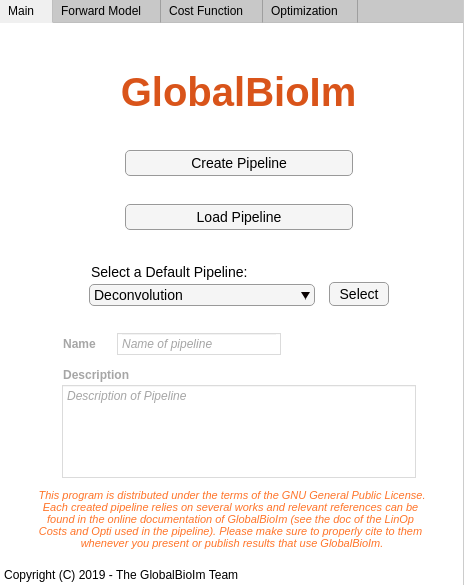 Main Forward Model Cost Function Optimization
GlobalBioIm
Create Pipeline
Load Pipeline
Select a Default Pipeline:
Deconvolution Select
Name Name of pipeline
Description
Description of Pipeline
This program is distributed under the terms of the GNU General Public License.
Each created pipeline relies on several works and relevant references can be
found in the online documentation of GlobalBioIm (see the doc of the LinOp
Costs and Opti used in the pipeline). Please make sure to properly cite to them
whenever you present or publish results that use GlobalBioIm.
Copyright (C) 2019 - The GlobalBioIm Team